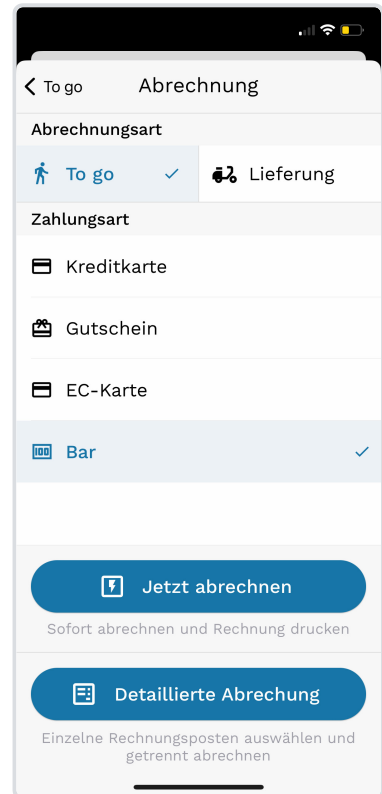 To go
Abrechnung
Abrechnungsart
To go
Lieferung
Zahlungsart
Kreditkarte
Gutschein
EC-Karte
100 Bar
Jetzt abrechnen
Sofort abrechnen und Rechnung drucken
Detaillierte Abrechung
Einzelne Rechnungsposten auswählen und
getrennt abrechnen